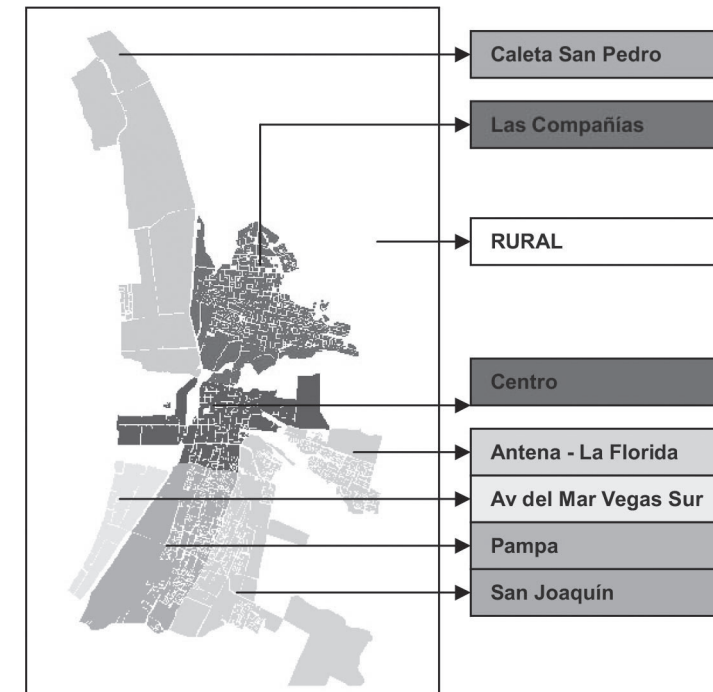 Caleta San Pedro
Las Compañías
RURAL
Centro
Antena - La Florida
Av del Mar Vegas Sur
Pampa
San Joaquín